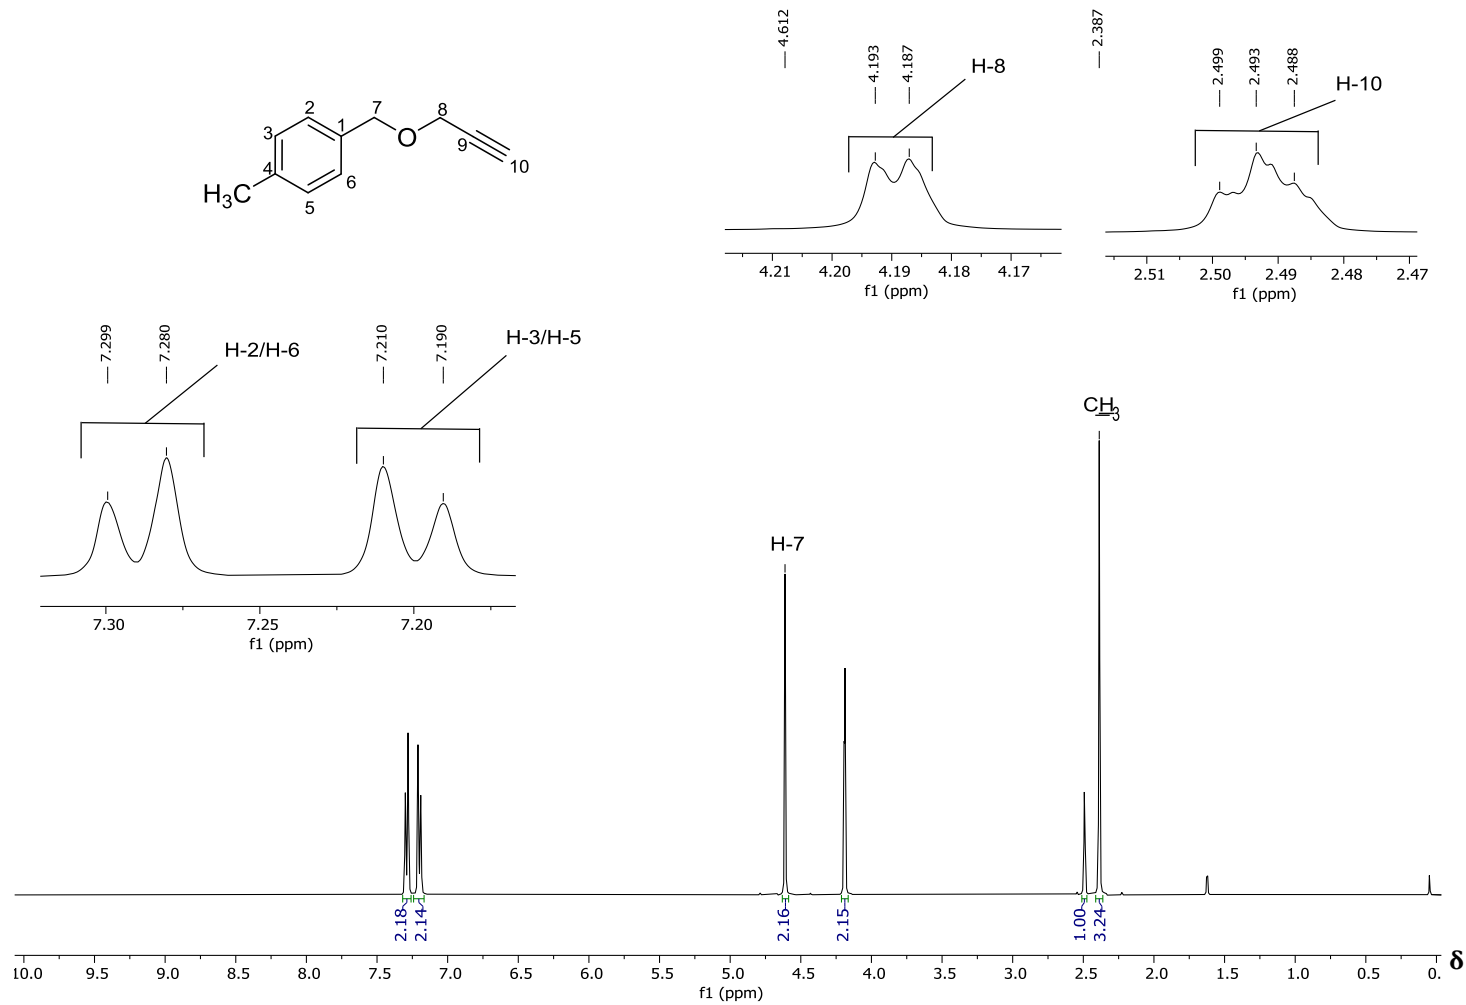 4.612
4.193
4.187
H-8
2.387
2.499
2.493
2.488
H-10
2
7
8
3
1
O
9
10
4
6
H₃C
5
4.21 4.20 4.19 4.18 4.17
f1 (ppm)
2.51 2.50 2.49 2.48 2.47
f1 (ppm)
7.299
7.280
H-2/H-6
7.210
7.190
H-3/H-5
7.30 7.25 7.20
f1 (ppm)
CH₃
H-7
2.18
2.14
2.16
2.15
1.00
3.24
10.0 9.5 9.0 8.5 8.0 7.5 7.0 6.5 6.0 5.5 5.0 4.5 4.0 3.5 3.0 2.5 2.0 1.5 1.0 0.5 0.
f1 (ppm)
δ